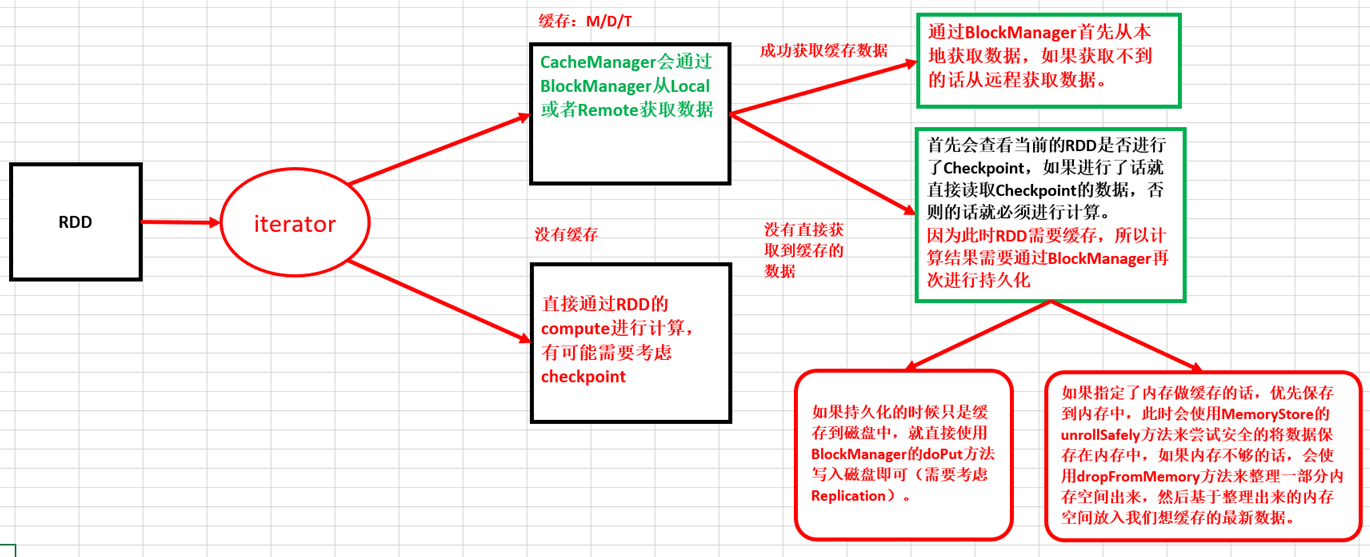 RDD
iterator
缓存：M/D/T
CacheManager会通过
BlockManager从Local
或者Remote获取数据
没有缓存
直接通过RDD的
compute进行计算，
有可能需要考虑
checkpoint
成功获取缓存数据
通过BlockManager首先从本
地获取数据，如果获取不到
的话从远程获取数据。
没有直接获
取到缓存的
数据
首先会查看当前的RDD是否进行
了Checkpoint，如果进行了话就
直接读取Checkpoint的数据，否
则的话就必须进行计算。
因为此时RDD需要缓存，所以计
算结果需要通过BlockManager再
次进行持久化
如果持久化的时候只是缓
存到磁盘中，就直接使用
BlockManager的doPut方法
写入磁盘即可（需要考虑
Replication）。
如果指定了内存做缓存的话，优先保存
到内存中，此时会使用MemoryStore的
unrollSafely方法来尝试安全的将数据保
存在内存中，如果内存不够的话，会使
用dropFromMemory方法来整理一部分内
存空间出来，然后基于整理出来的内存
空间放入我们想缓存的最新数据。